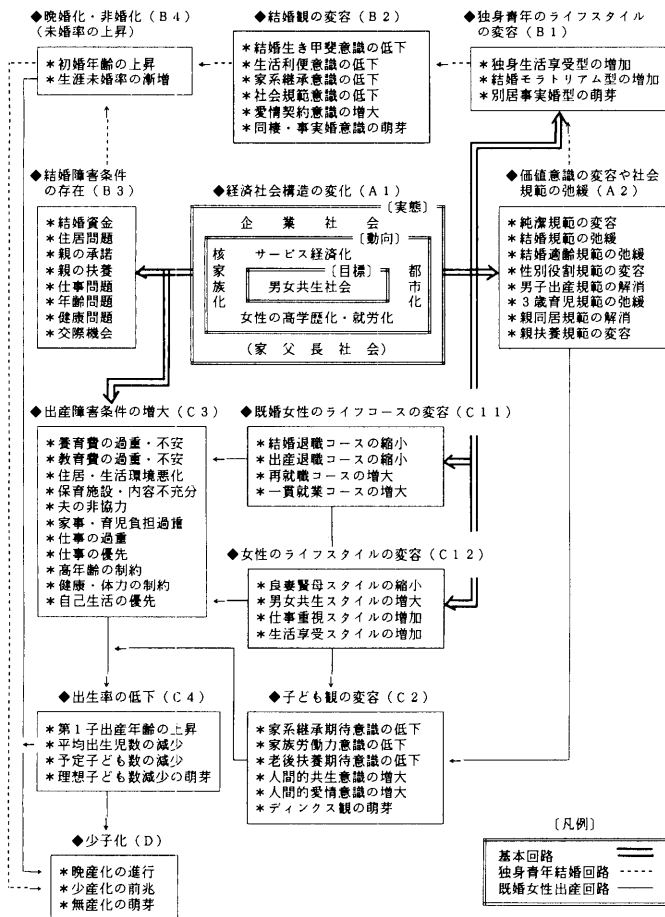 ◆晩婚化・非婚化（B4）
（未婚率の上昇）
＊初婚年齢の上昇
＊生涯未婚率の漸増
◆結婚観の変容（B2）
＊結婚生き甲斐意識の低下
＊生活利便意識の低下
＊家系継承意識の低下
＊社会規範意識の低下
＊愛情契約意識の増大
＊同棲・事実婚意識の萌芽
◆独身青年のライフスタイル
の変容（B1）
＊独身生活享受型の増加
＊結婚モラトリアム型の増加
＊別居事実婚型の萌芽
◆結婚障害条件
の存在（B3）
＊結婚資金
＊住居問題
＊親の承諾
＊親の扶養
＊仕事問題
＊年齢問題
＊健康問題
＊交際機会
◆経済社会構造の変化（A1）
〔実態〕
企業社会
〔動向〕
核家族化
サービス経済化
〔目標〕
男女共生社会
都市化
女性の高学歴化・就労化
（家父長社会）
◆価値意識の変容や社会
規範の弛緩（A2）
＊純潔規範の変容
＊結婚規範の弛緩
＊結婚適齢規範の弛緩
＊性別役割規範の変容
＊男子出産規範の解消
＊3歳育児規範の弛緩
＊親同居規範の解消
＊親扶養規範の変容
◆出産障害条件の増大（C3）
＊養育費の過重・不安
＊教育費の過重・不安
＊住居・生活環境悪化
＊保育施設・内容不充分
＊夫の非協力
＊家事・育児負担過重
＊仕事の過重
＊仕事の優先
＊高年齢の制約
＊健康・体力の制約
＊自己生活の優先
◆既婚女性のライフコースの変容（C11）
＊結婚退職コースの縮小
＊出産退職コースの縮小
＊再就職コースの増大
＊一貫就業コースの増大
◆女性のライフスタイルの変容（C12）
＊良妻賢母スタイルの縮小
＊男女共生スタイルの増大
＊仕事重視スタイルの増加
＊生活享受スタイルの増加
◆出生率の低下（C4）
＊第1子出産年齢の上昇
＊平均出生児数の減少
＊予定子ども数の減少
＊理想子ども数減少の萌芽
◆子ども観の変容（C2）
＊家系継承期待意識の低下
＊家族労働力意識の低下
＊老後扶養期待意識の低下
＊人間的共生意識の増大
＊人間的愛情意識の増大
＊ディンクス観の萌芽
◆少子化（D）
＊晩産化の進行
＊少産化の前兆
＊無産化の萌芽
〔凡例〕
基本回路
独身青年結婚回路
既婚女性出産回路